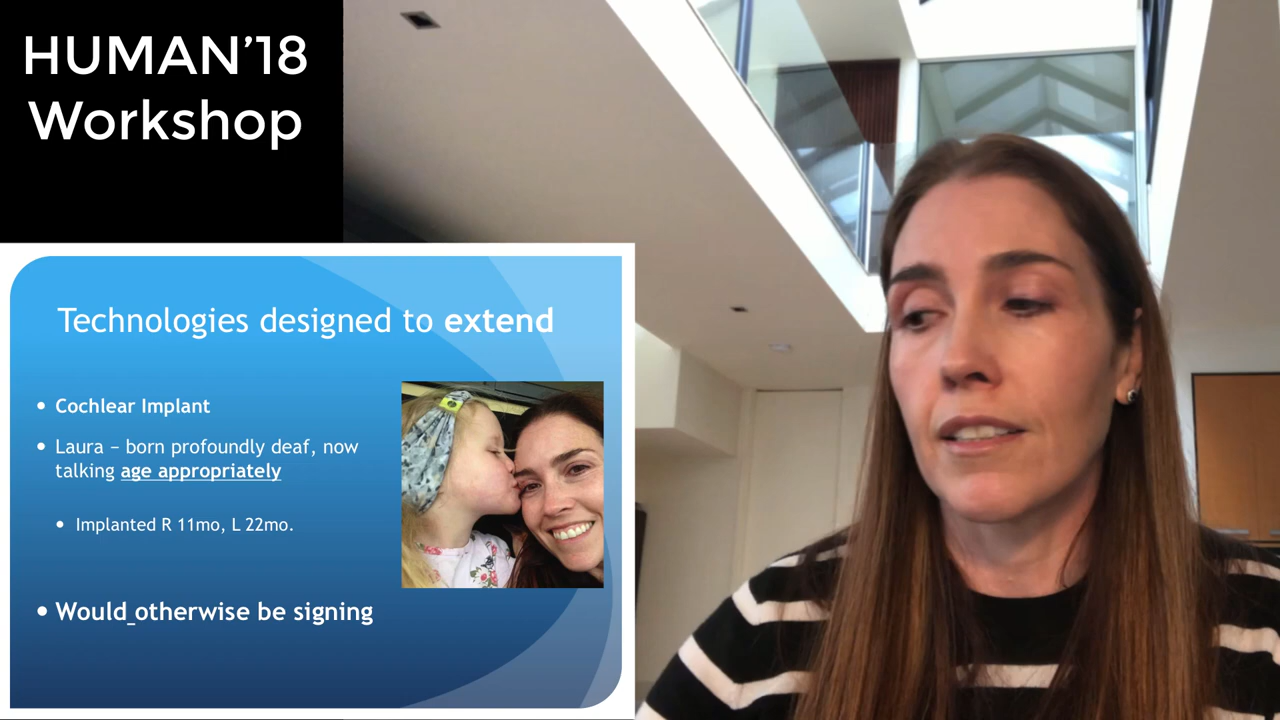 HUMAN'18
Workshop
Technologies designed to extend
• Cochlear Implant
• Laura – born profoundly deaf, now
talking age appropriately
• Implanted R 11mo, L 22mo.
• Would_otherwise be signing